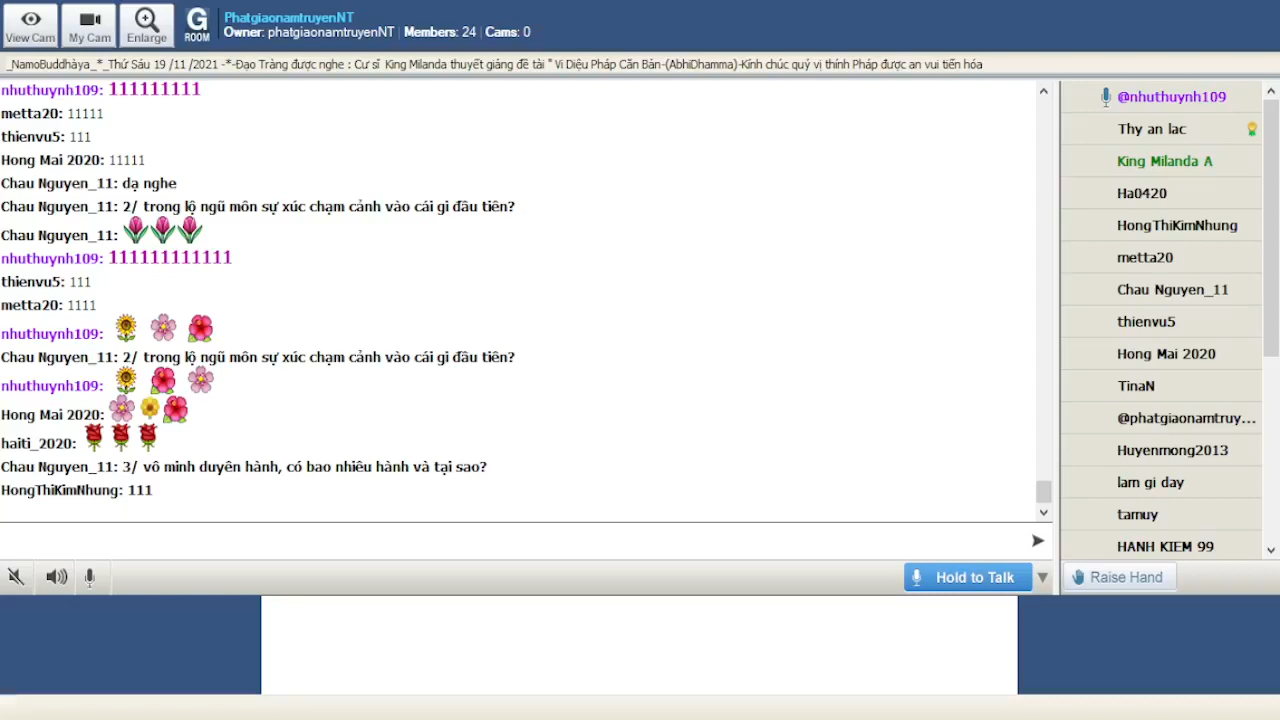 View Cam
My Cam
Enlarge
G
ROOM
PhatgiaonamtruyenNT
Owner: phatgiaonamtruyenNT | Members: 24 | Cams: 0
_NamoBuddhàya_*_Thứ Sáu 19 /11 /2021 -*-Đạo Tràng được nghe : Cư sĩ King Milanda thuyết giảng đề tài " Vi Diệu Pháp Căn Bản-(AbhiDhamma)-Kính chúc quý vị thính Pháp được an vui tiến hóa
nhuthuynh109: 111111111
metta20: 11111
thienvu5: 111
Hong Mai 2020: 11111
Chau Nguyen_11: dạ nghe
Chau Nguyen_11: 2/ trong lộ ngũ môn sự xúc chạm cảnh vào cái gì đầu tiên?
Chau Nguyen_11:
nhuthuynh109: 111111111111
thienvu5: 111
metta20: 1111
nhuthuynh109:
Chau Nguyen_11: 2/ trong lộ ngũ môn sự xúc chạm cảnh vào cái gì đầu tiên?
nhuthuynh109:
Hong Mai 2020:
haiti_2020:
Chau Nguyen_11: 3/ vô minh duyên hành, có bao nhiêu hành và tại sao?
HongThiKimNhung: 111
@nhuthuynh109
Thy an lac
King Milanda A
Ha0420
HongThiKimNhung
metta20
Chau Nguyen_11
thienvu5
Hong Mai 2020
TinaN
@phatgiaonamtruy...
Huyenmong2013
lam gi day
tamuy
HANH KIEM 99
Hold to Talk
Raise Hand